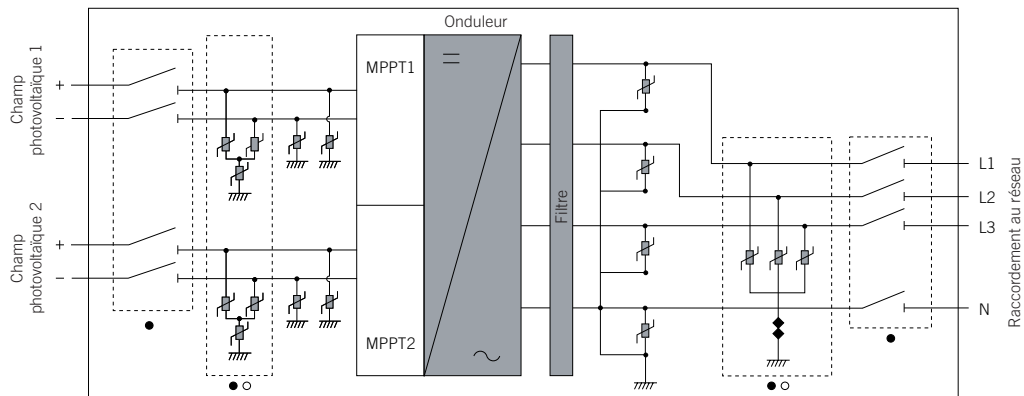 Onduleur
Champ
photovoltaïque 1
+
−
MPPT1
Champ
photovoltaïque 2
+
−
MPPT2
Filtre
L1
L2
L3
N
Raccordement au réseau